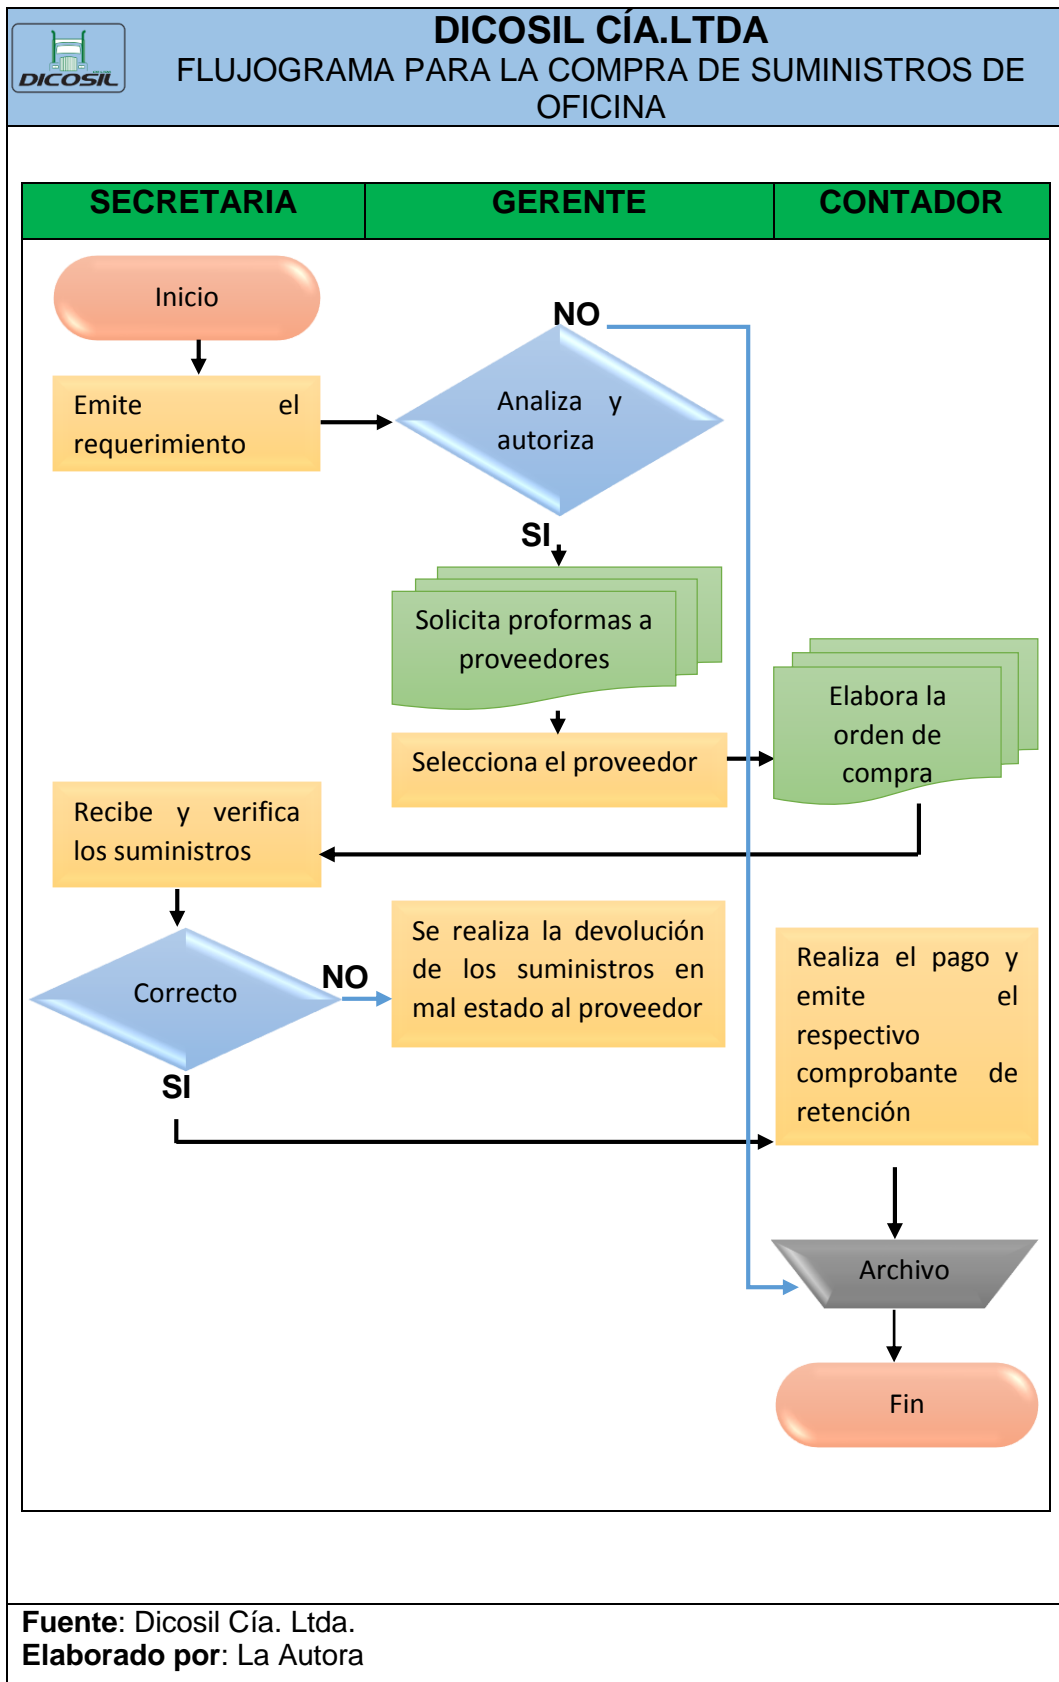 DICOSIL
DICOSIL CÍA.LTDA
FLUJOGRAMA PARA LA COMPRA DE SUMINISTROS DE
OFICINA
SECRETARIA
GERENTE
CONTADOR
Inicio
NO
Emite el
requerimiento
Analiza y
autoriza
SI
Solicita proformas a
proveedores
Elabora la
orden de
compra
Selecciona el proveedor
Recibe y verifica
los suministros
Correcto
NO
Se realiza la devolución
de los suministros en
mal estado al proveedor
Realiza el pago y
emite el
respectivo
comprobante de
retención
SI
Archivo
Fin
Fuente: Dicosil Cía. Ltda.
Elaborado por: La Autora